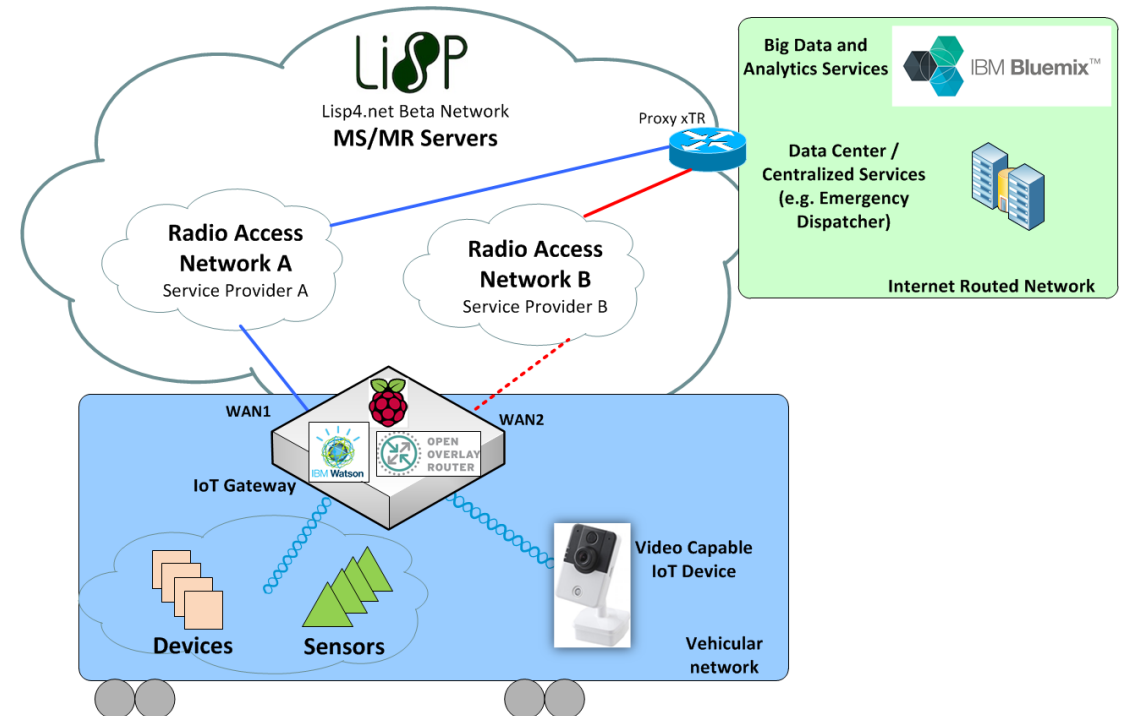 LiSP
Lisp4.net Beta Network
MS/MR Servers
Proxy xTR
Big Data and
Analytics Services
IBM Bluemix™
Data Center /
Centralized Services
(e.g. Emergency
Dispatcher)
Internet Routed Network
Radio Access
Network A
Service Provider A
Radio Access
Network B
Service Provider B
WAN1
WAN2
IBM Watson
OPEN
OVERLAY
ROUTER
IoT Gateway
Video Capable
IoT Device
Devices
Sensors
Vehicular
network